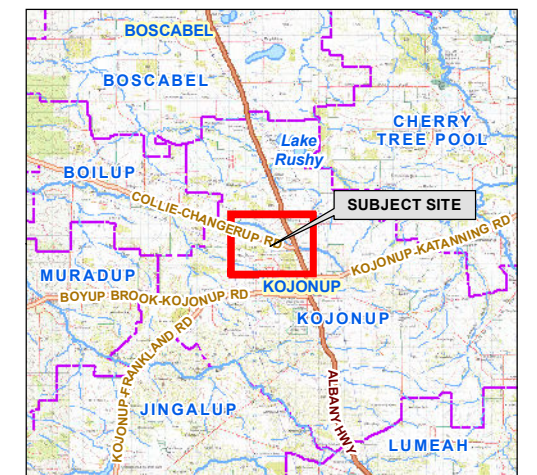 BOSCABEL
BOSCABEL
CHERRY
TREE POOL
Lake
Rushy
BOILUP
SUBJECT SITE
COLLIE-CHANGERUP R
KOJONUP-KATANNING RD
MURADUP
KOJONUP
BOYUP BROOK-KOJONUP RD
KOJONUP
KOJONUP-FRANKLAND RD
ALBANY HWY
JINGALUP
LUMEAH